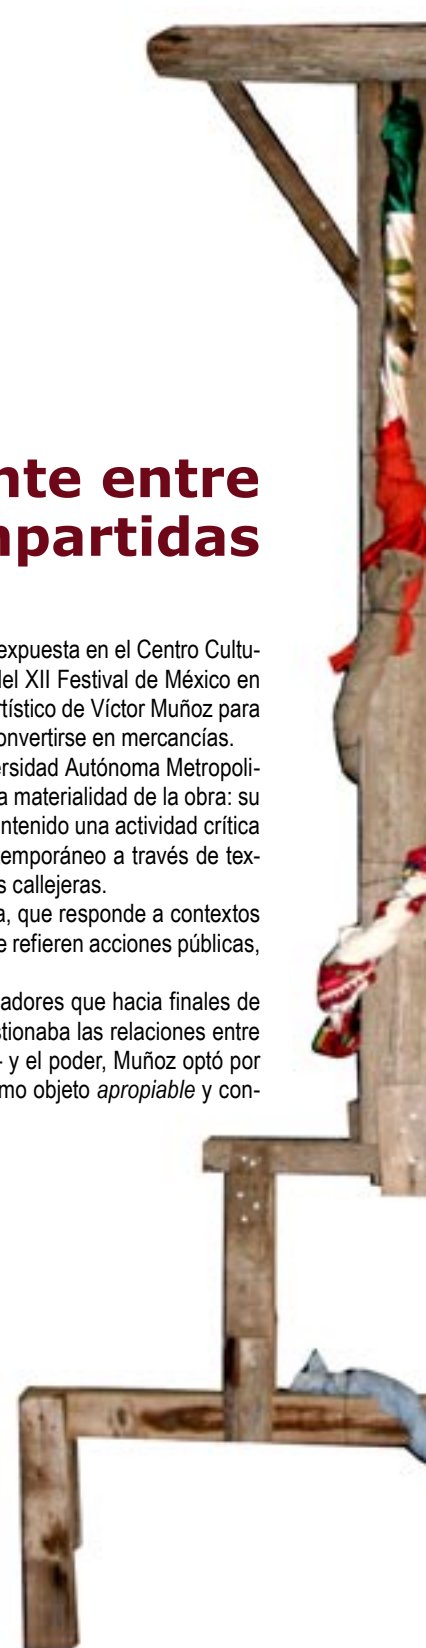 nte entre
npartidas
expuesta en el Centro Cultu-
del XII Festival de México en
rtístico de Víctor Muñoz para
onvertirse en mercancías.
ersidad Autónoma Metropoli-
a materialidad de la obra: su
ntenido una actividad crítica
temporáneo a través de tex-
s callejeras.
a, que responde a contextos
e refieren acciones públicas,
adores que hacia finales de
stionaba las relaciones entre
- y el poder, Muñoz optó por
mo objeto apropiable y con-